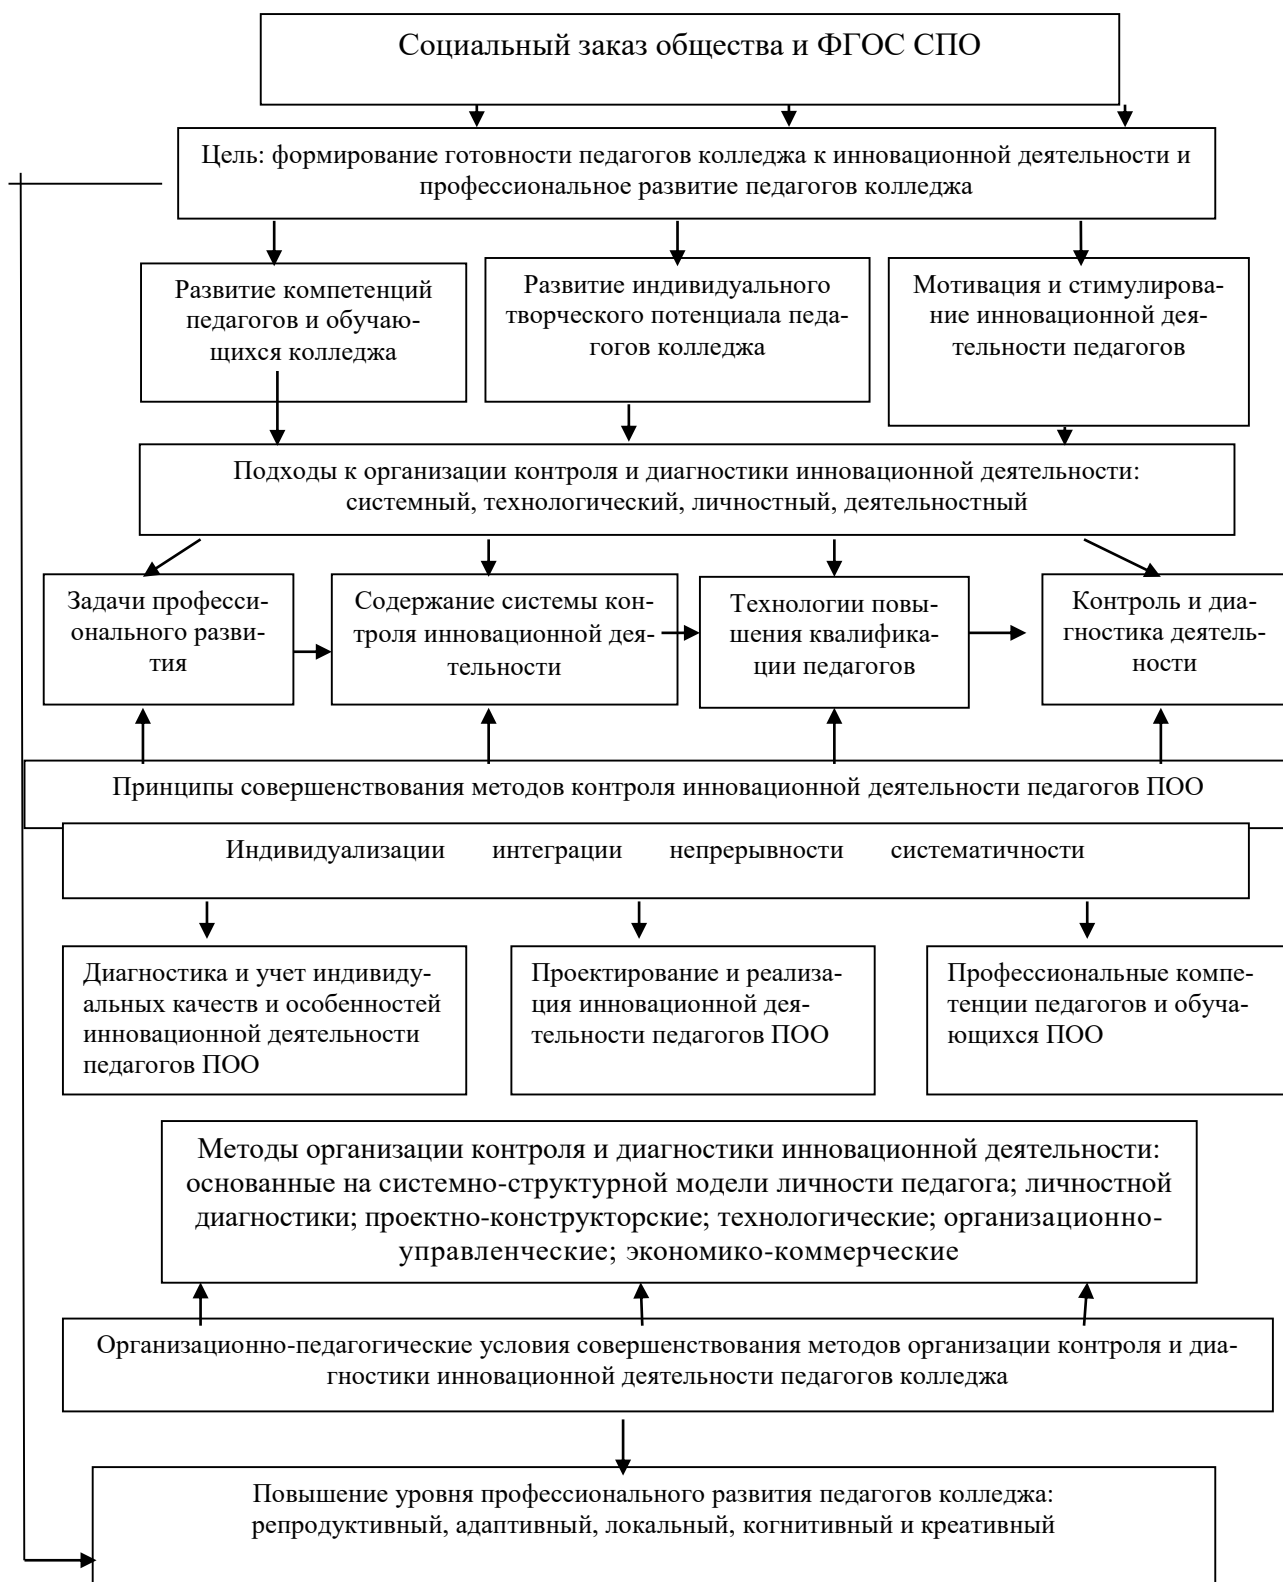 Социальный заказ общества и ФГОС СПО
Цель: формирование готовности педагогов колледжа к инновационной деятельности и
профессиональное развитие педагогов колледжа
Развитие компетенций
педагогов и обучаю-
щихся колледжа
Развитие индивидуального
творческого потенциала педа-
гогов колледжа
Мотивация и стимулирова-
ние инновационной дея-
тельности педагогов
Подходы к организации контроля и диагностики инновационной деятельности:
системный, технологический, личностный, деятельностный
Задачи професси-
онального разви-
тия
Содержание системы кон-
троля инновационной дея-
тельности
Технологии повы-
шения квалифика-
ции педагогов
Контроль и диа-
гностика деятель-
ности
Принципы совершенствования методов контроля инновационной деятельности педагогов ПОО
Индивидуализации интеграции непрерывности систематичности
Диагностика и учет индивиду-
альных качеств и особенностей
инновационной деятельности
педагогов ПОО
Проектирование и реализа-
ция инновационной дея-
тельности педагогов ПОО
Профессиональные компе-
тенции педагогов и обуча-
ющихся ПОО
Методы организации контроля и диагностики инновационной деятельности:
основанные на системно-структурной модели личности педагога; личностной
диагностики; проектно-конструкторские; технологические; организационно-
управленческие; экономико-коммерческие
Организационно-педагогические условия совершенствования методов организации контроля и диа-
гностики инновационной деятельности педагогов колледжа
Повышение уровня профессионального развития педагогов колледжа:
репродуктивный, адаптивный, локальный, когнитивный и креативный